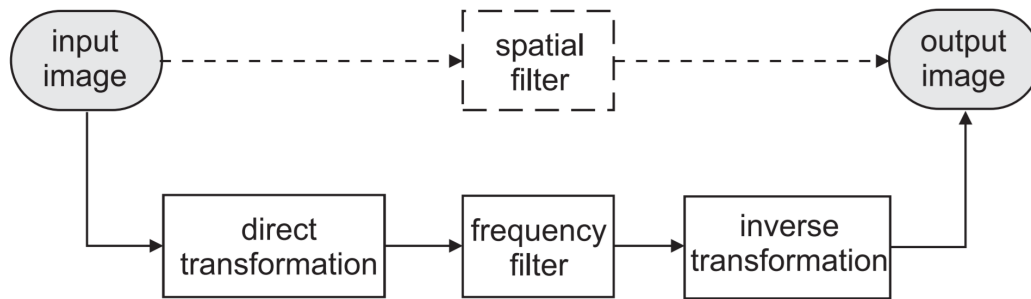 input
image
spatial
filter
output
image
direct
transformation
frequency
filter
inverse
transformation